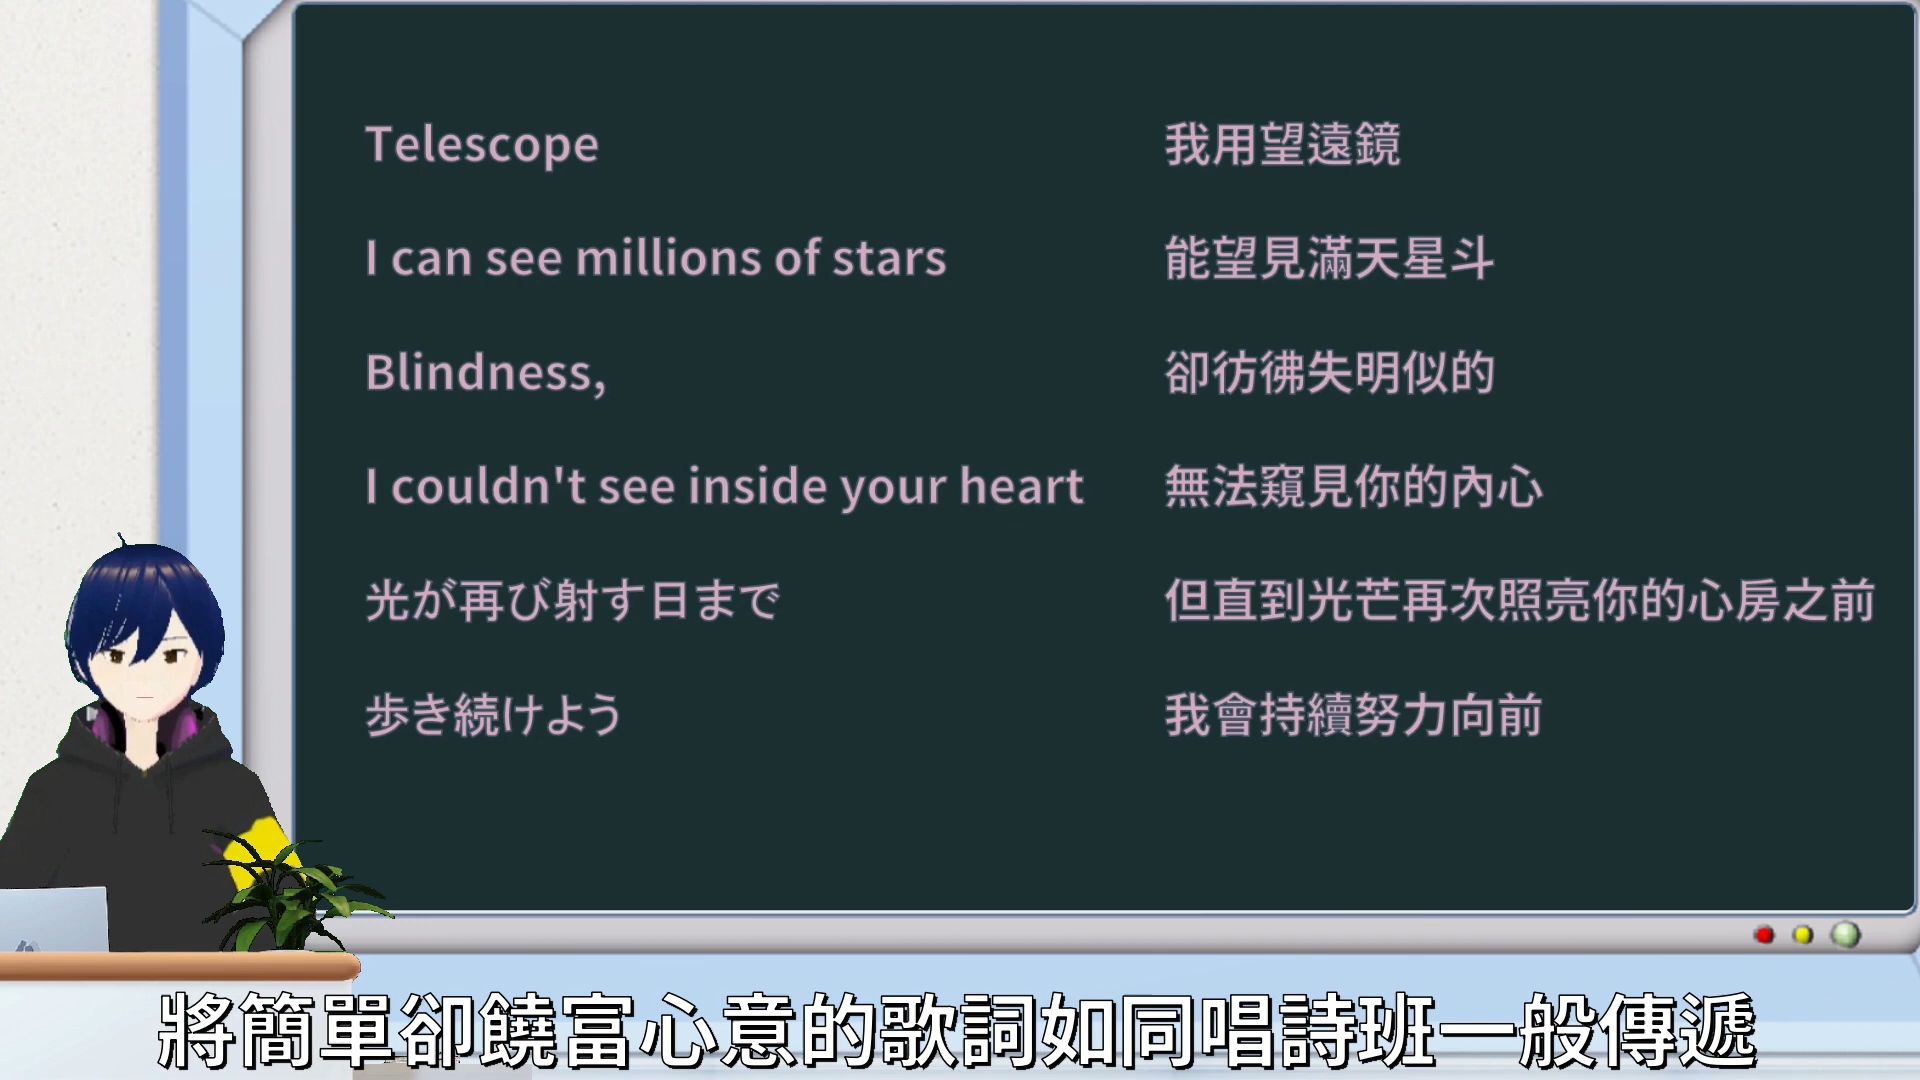 Telescope
我用望遠鏡
I can see millions of stars
能望見滿天星斗
Blindness,
卻彷彿失明似的
I couldn't see inside your heart
無法窺見你的內心
光が再び射す日まで
但直到光芒再次照亮你的心房之前
歩き続けよう
我會持續努力向前
將簡單卻饒富心意的歌詞如同唱詩班一般傳遞